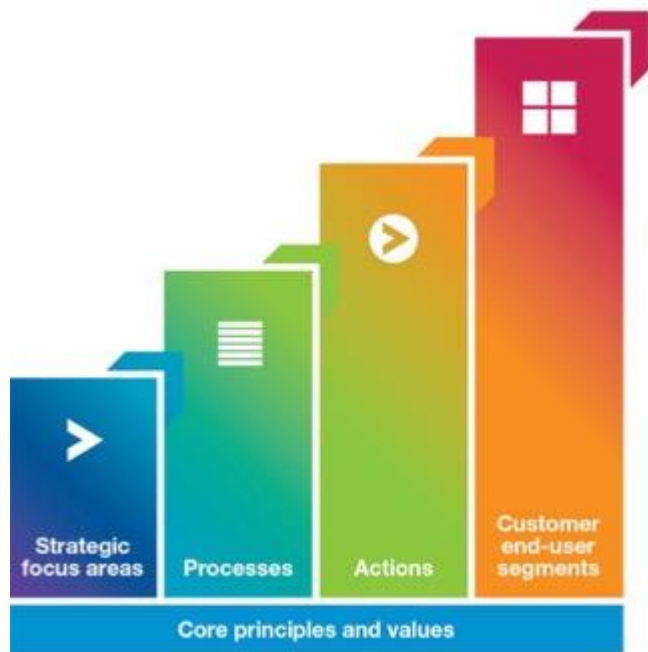 Strategic
focus areas
Processes
Actions
Customer
end-user
segments
Core principles and values